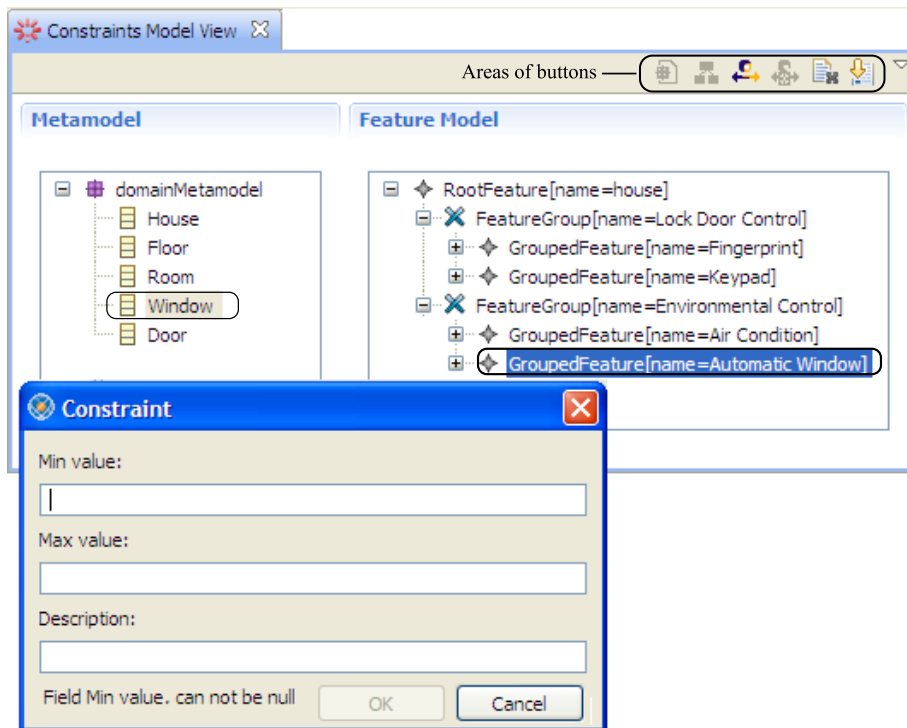 Constraints Model View
Areas of buttons
Metamodel
Feature Model
domainMetamodel
House
Floor
Room
Window
Door
RootFeature[name=house]
FeatureGroup[name=Lock Door Control]
GroupedFeature[name=Fingerprint]
GroupedFeature[name=Keypad]
FeatureGroup[name=Environmental Control]
GroupedFeature[name=Air Condition]
GroupedFeature[name=Automatic Window]
Constraint
Min value:
Max value:
Description:
Field Min value, can not be null
OK
Cancel